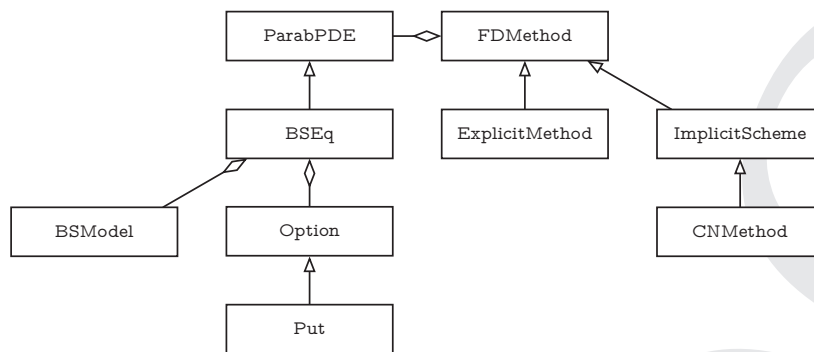 ParabPDE
FDMethod
BSEq
ExplicitMethod
ImplicitScheme
BSModel
Option
CNMethod
Put